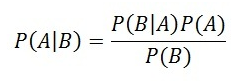 P(A|B) = P(B|A)P(A) / P(B)